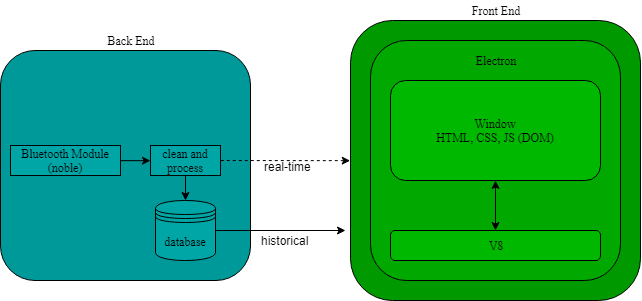 Front End
Back End
Electron
Window
HTML, CSS, JS (DOM)
Bluetooth Module
(noble)
clean and
process
real-time
database
historical
V8